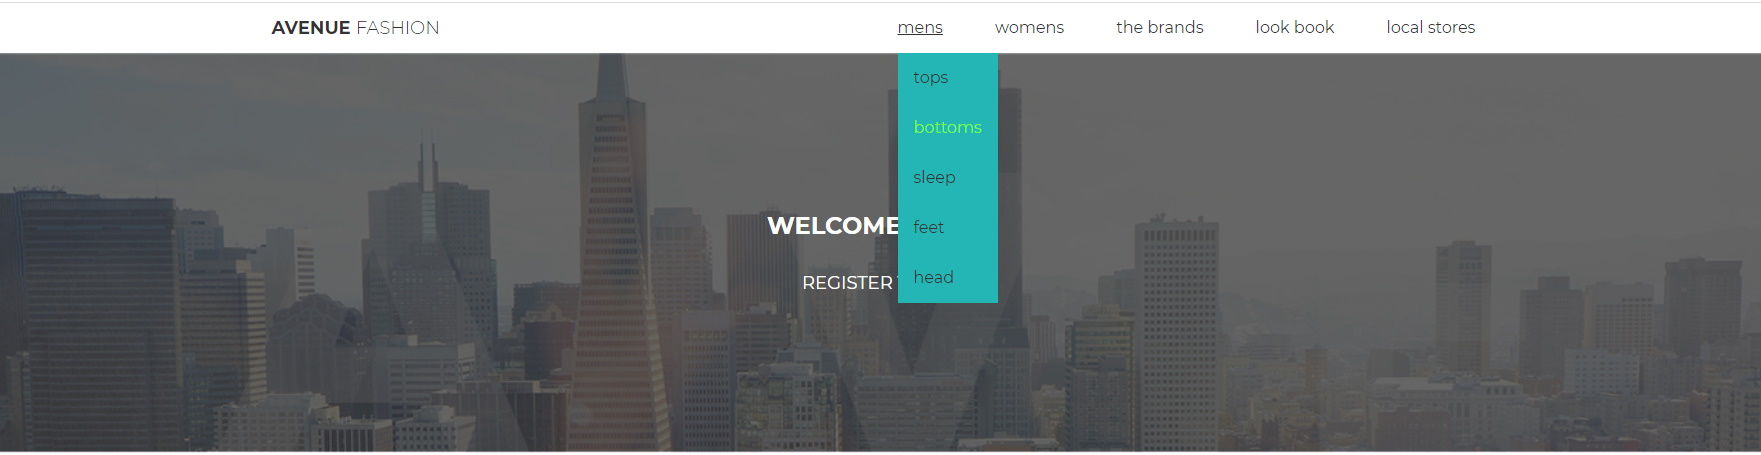 AVENUE FASHION mens womens the brands look book local stores
tops
bottoms
sleep
WELCOME
feet
REGISTER
head